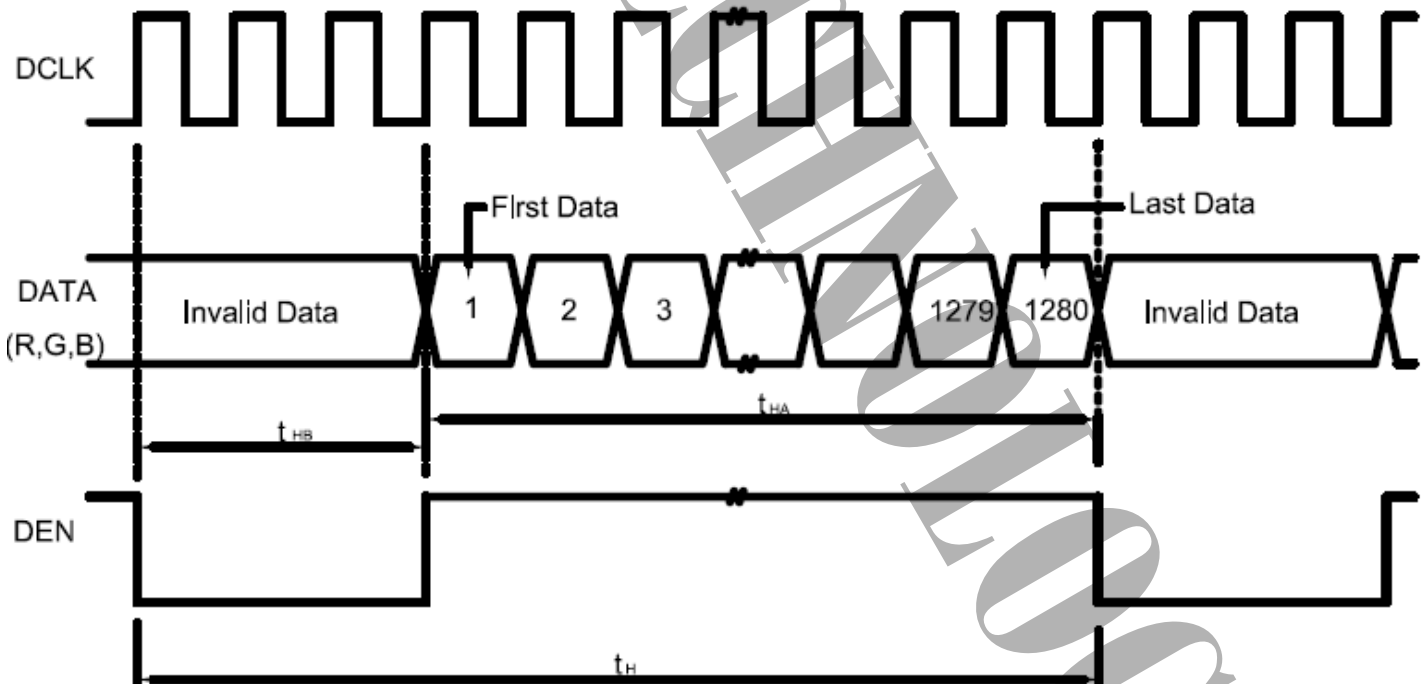 DCLK
First Data
Last Data
DATA
(R,G,B)
Invalid Data
1
2
3
1279
1280
Invalid Data
tHB
tHA
DEN
tH